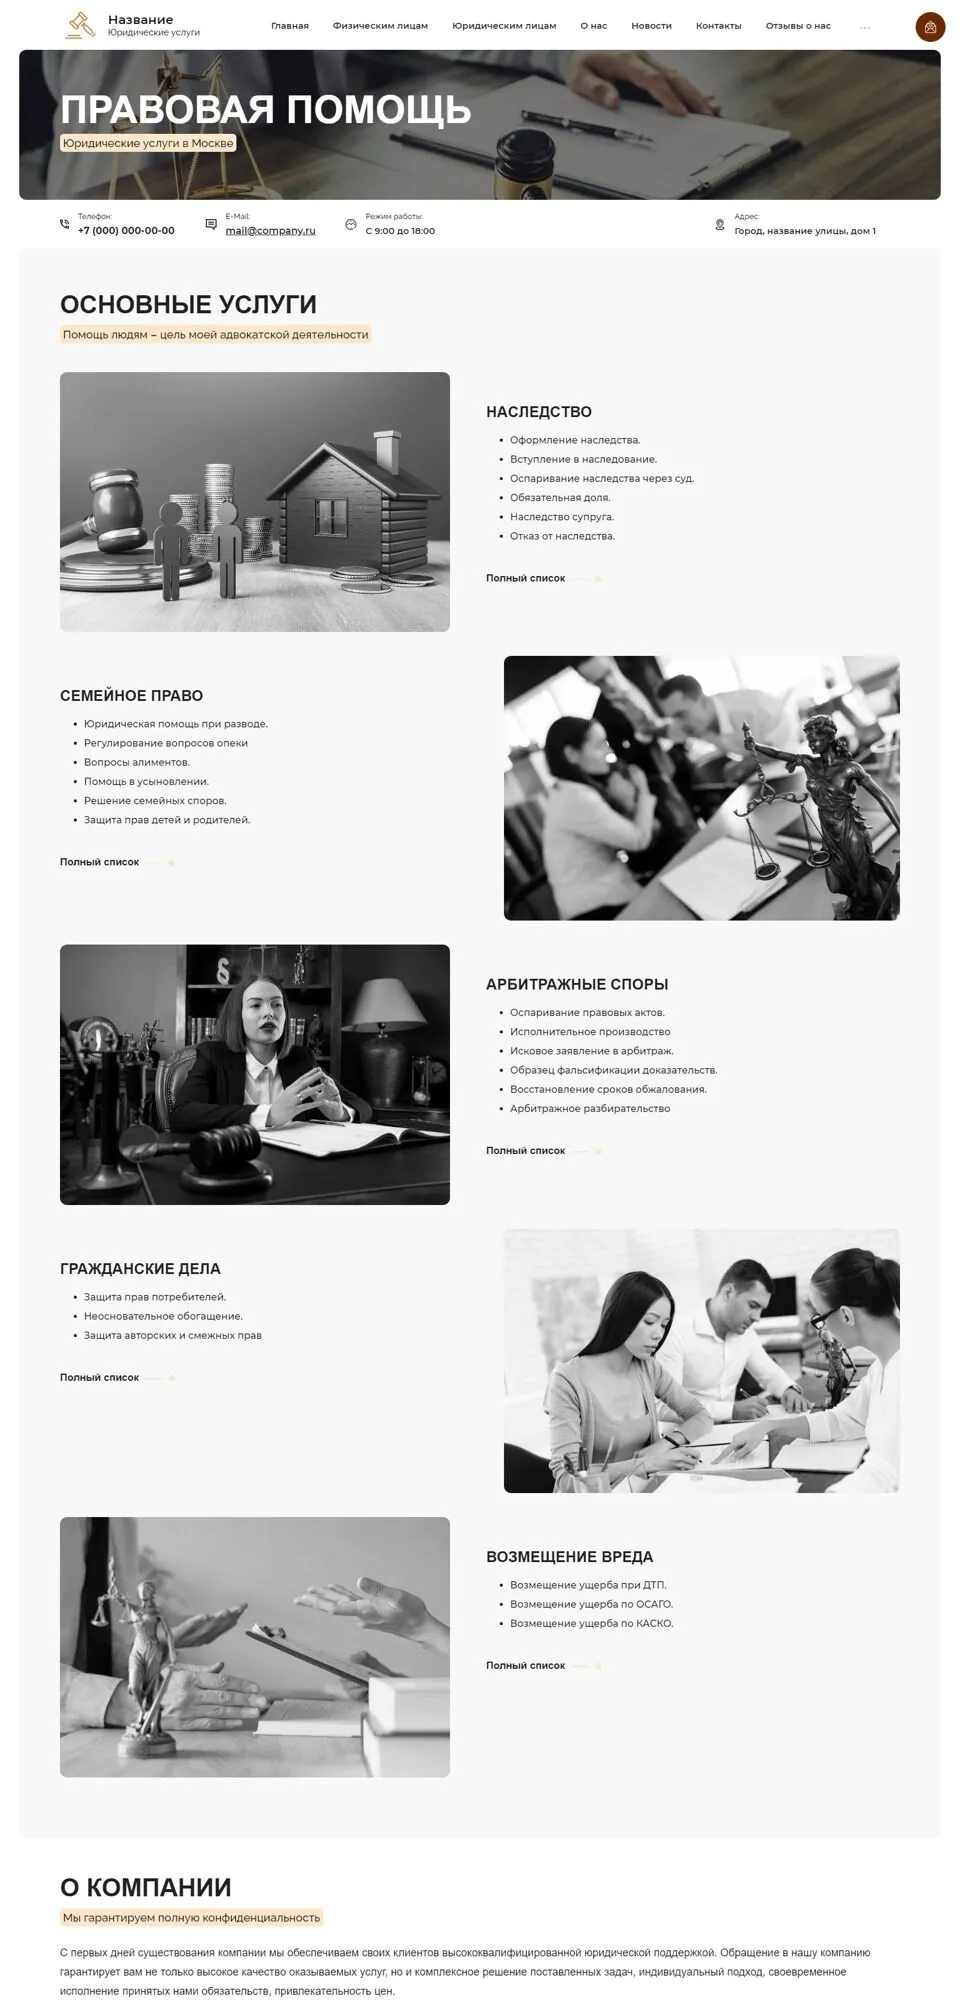 Название
Юридические услуги
Главная Физическим лицам Юридическим лицам О нас Новости Контакты Отзывы о нас ...
ПРАВОВАЯ ПОМОЩЬ
Юридические услуги в Москве
Телефон:
+7 (000) 000-00-00
E-Mail:
mail@company.ru
Режим работы:
С 9:00 до 18:00
Адрес:
Город, название улицы, дом 1
ОСНОВНЫЕ УСЛУГИ
Помощь людям – цель моей адвокатской деятельности
НАСЛЕДСТВО
• Оформление наследства.
• Вступление в наследование.
• Оспаривание наследства через суд.
• Обязательная доля.
• Наследство супруга.
• Отказ от наследства.
Полный список
СЕМЕЙНОЕ ПРАВО
• Юридическая помощь при разводе.
• Регулирование вопросов опеки
• Вопросы алиментов.
• Помощь в усыновлении.
• Решение семейных споров.
• Защита прав детей и родителей.
Полный список
§
АРБИТРАЖНЫЕ СПОРЫ
• Оспаривание правовых актов.
• Исполнительное производство
• Исковое заявление в арбитраж.
• Образец фальсификации доказательств.
• Восстановление сроков обжалования.
• Арбитражное разбирательство
Полный список
ГРАЖДАНСКИЕ ДЕЛА
• Защита прав потребителей.
• Неосновательное обогащение.
• Защита авторских и смежных прав
Полный список
ВОЗМЕЩЕНИЕ ВРЕДА
• Возмещение ущерба при ДТП.
• Возмещение ущерба по ОСАГО.
• Возмещение ущерба по КАСКО.
Полный список
О КОМПАНИИ
Мы гарантируем полную конфиденциальность
С первых дней существования компании мы обеспечиваем своих клиентов высококвалифицированной юридической поддержкой. Обращение в нашу компанию
гарантирует вам не только высокое качество оказываемых услуг, но и комплексное решение поставленных задач, индивидуальный подход, своевременное
исполнение принятых нами обязательств, привлекательность цен.